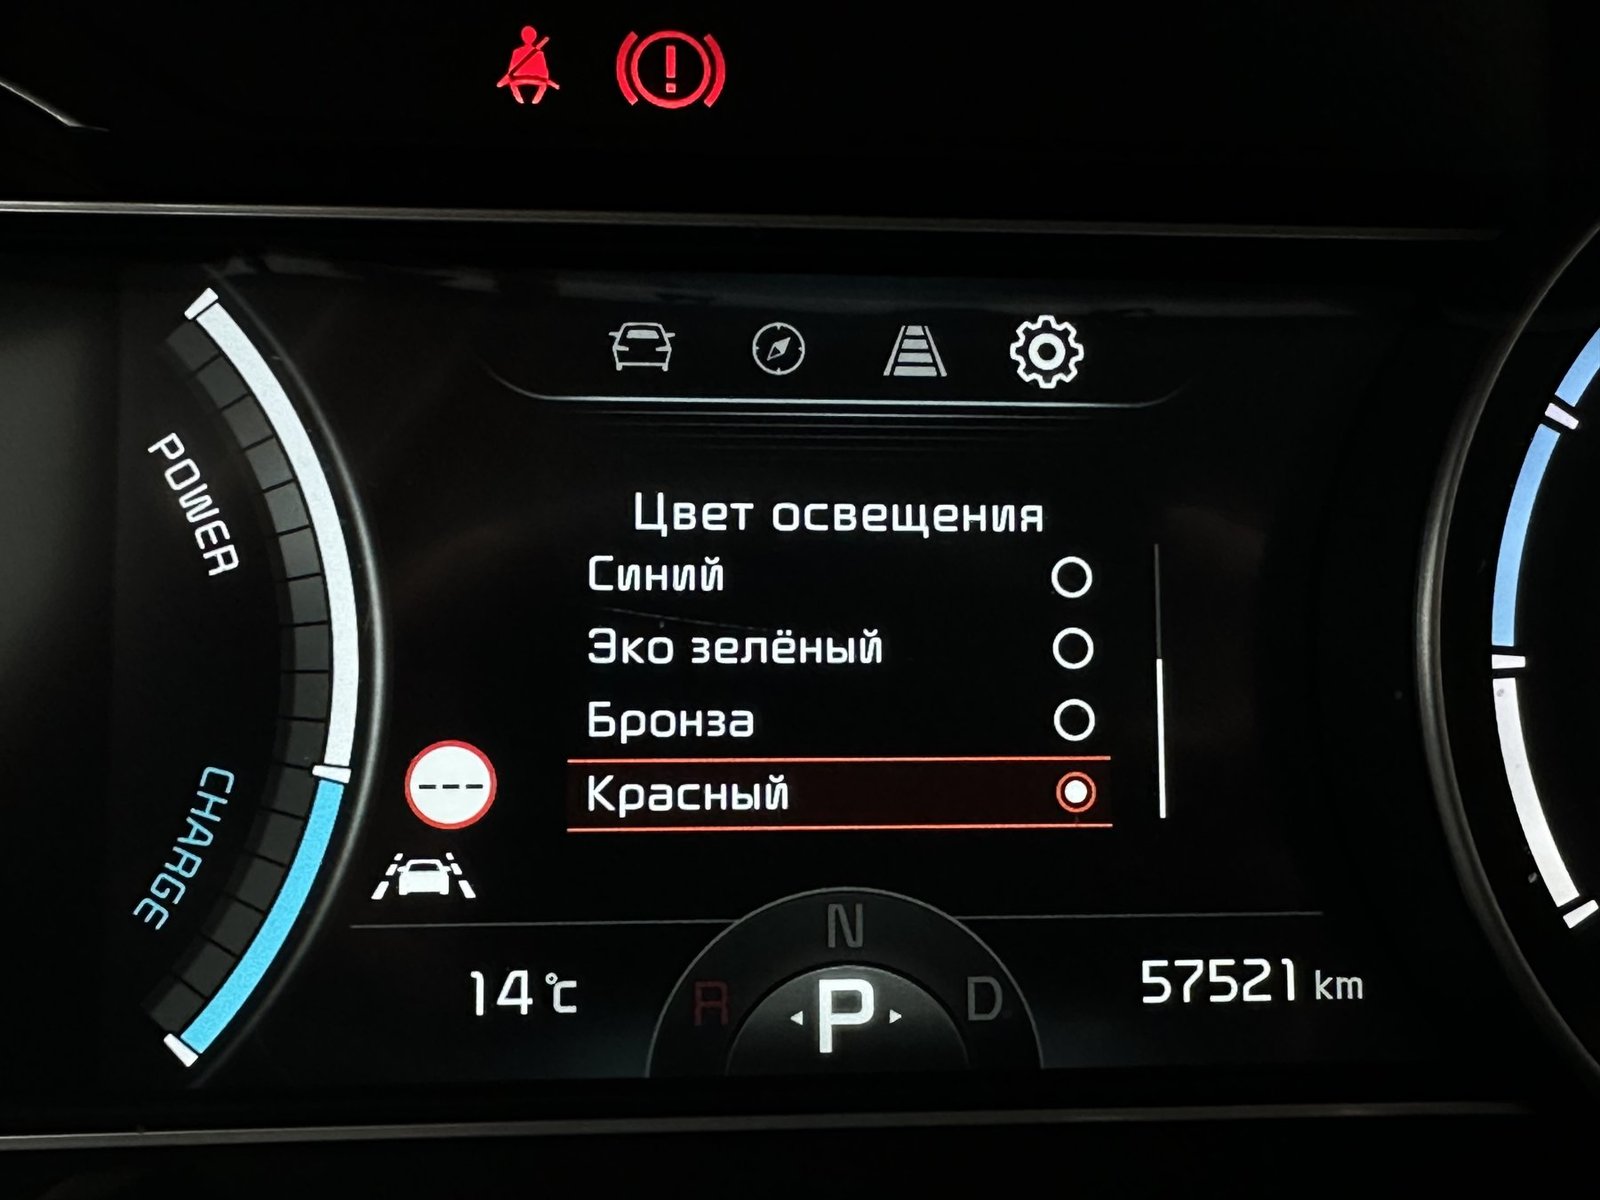 POWER
CHARGE
Цвет освещения
Синий
Эко зелёный
Бронза
Красный
---
N
R
P
D
14°C
57521 km